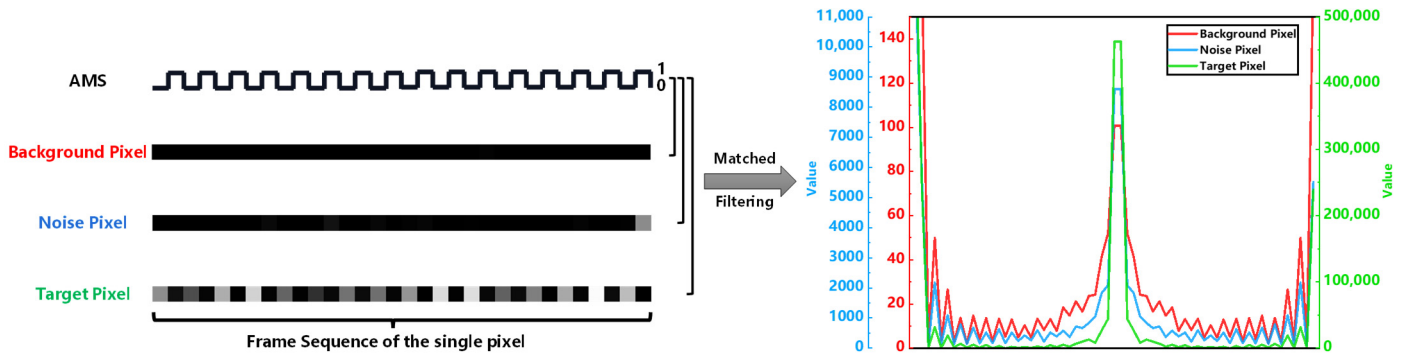 AMS
1
0
Background Pixel
Noise Pixel
Target Pixel
Frame Sequence of the single pixel
Matched
Filtering
Value
11,000
10,000
9000
8000
7000
6000
5000
4000
3000
2000
1000
0
140
120
100
80
60
40
20
0
Background Pixel
Noise Pixel
Target Pixel
500,000
400,000
300,000
200,000
100,000
0
Value